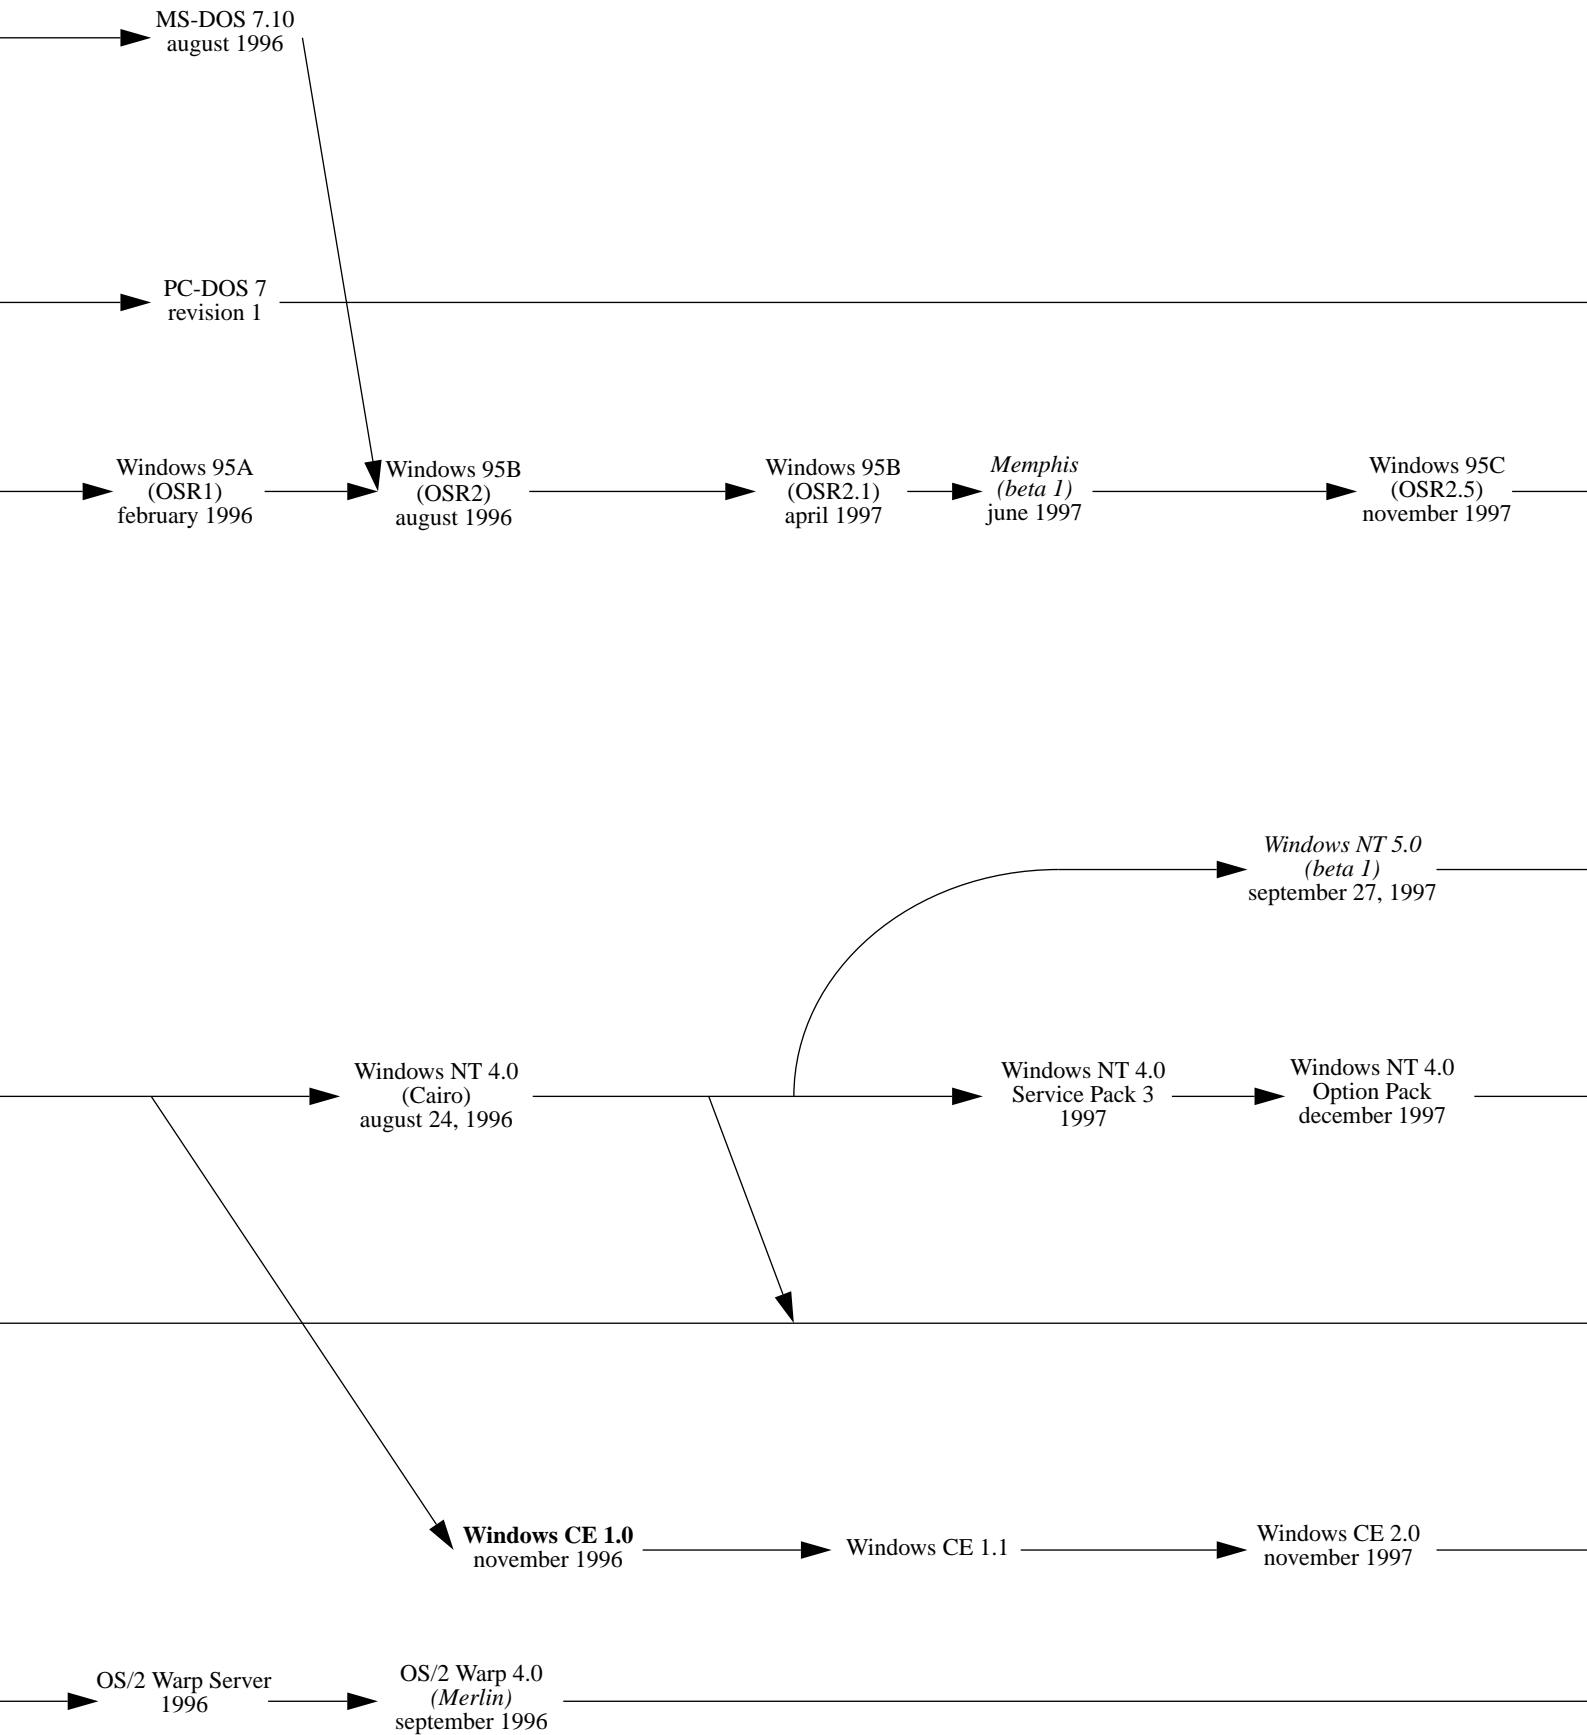 MS-DOS 7.10
august 1996
PC-DOS 7
revision 1
Windows 95A
(OSR1)
february 1996
Windows 95B
(OSR2)
august 1996
Windows 95B
(OSR2.1)
april 1997
Memphis
(beta 1)
june 1997
Windows 95C
(OSR2.5)
november 1997
Windows NT 5.0
(beta 1)
september 27, 1997
Windows NT 4.0
(Cairo)
august 24, 1996
Windows NT 4.0
Service Pack 3
1997
Windows NT 4.0
Option Pack
december 1997
Windows CE 1.0
november 1996
Windows CE 1.1
Windows CE 2.0
november 1997
OS/2 Warp Server
1996
OS/2 Warp 4.0
(Merlin)
september 1996